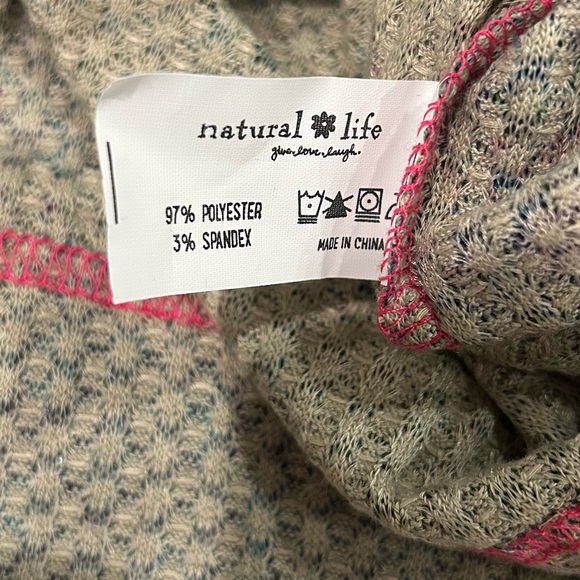 natural life
give.love.laugh.
97% POLYESTER
3% SPANDEX
MADE IN CHINA